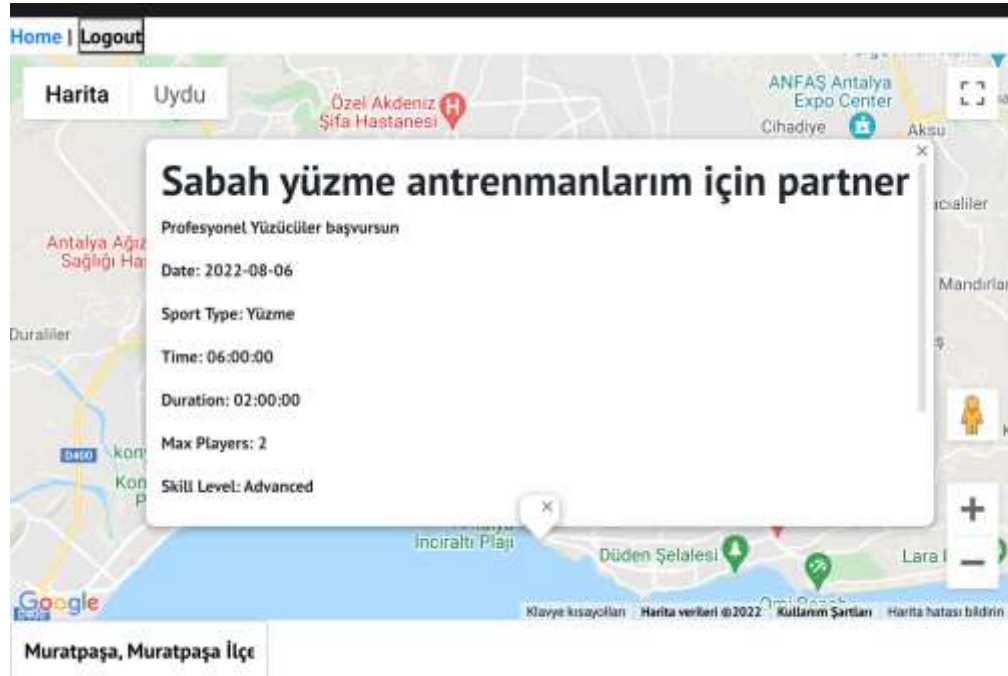 Home | Logout
Harita Uydu
Özel Akdeniz
Şifa Hastanesi
ANFAŞ Antalya
Expo Center
Cihadiye
Aksu
Sabah yüzme antrenmanlarım için partner
Profesyonel Yüzücüler başvursun
Antalya Ağız
Sağlığı Ha
Date: 2022-08-06
Mandırlar
Sport Type: Yüzme
Duraliler
Time: 06:00:00
Duration: 02:00:00
Max Players: 2
D400
kon
Kon
P
Skill Level: Advanced
İnciraltı Plajı
Düden Şelalesi
Lara
Google
D400
Klavye kısayolları Harita verileri ©2022 Kullanım Şartları Harita hatası bildirin
Muratpaşa, Muratpaşa İlçe